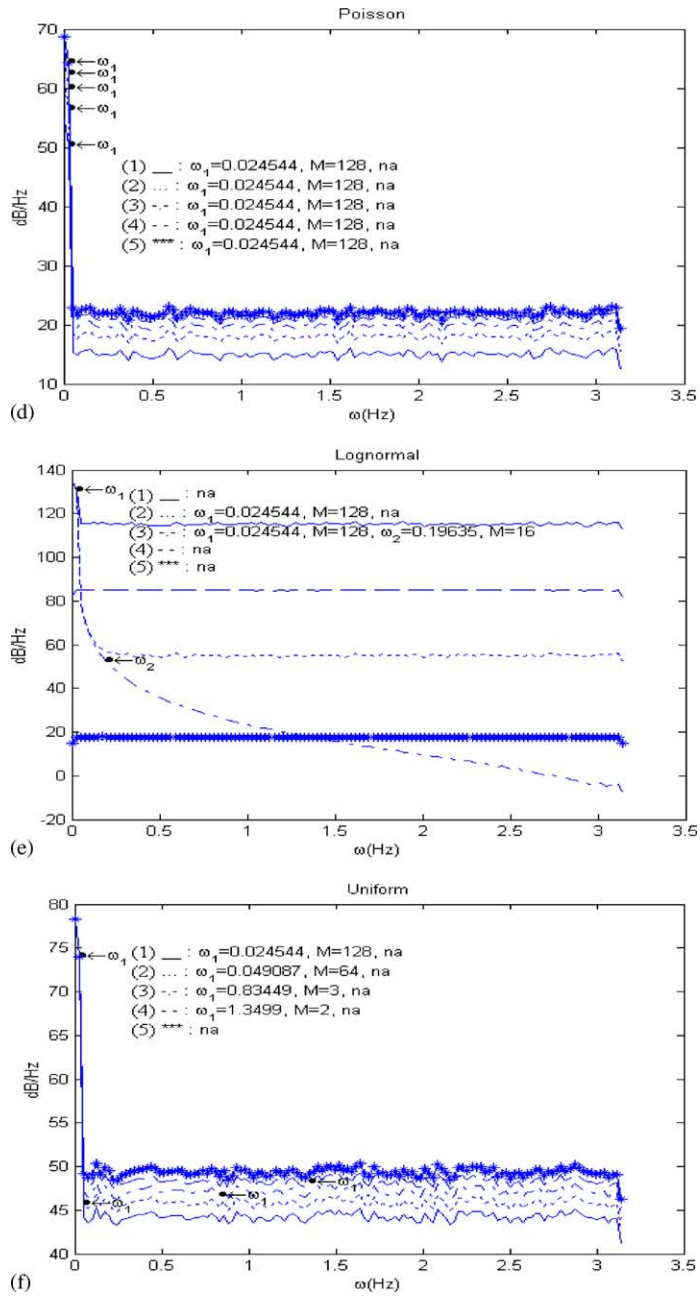 Poisson
70
60
50
40
30
20
10
dB/Hz
←ω₁
←ω₁
←ω₁
←ω₁
←ω₁
(1) __ : ω₁=0.024544, M=128, na
(2) ... : ω₁=0.024544, M=128, na
(3) -.- : ω₁=0.024544, M=128, na
(4) - - : ω₁=0.024544, M=128, na
(5) *** : ω₁=0.024544, M=128, na
0 0.5 1 1.5 2 2.5 3 3.5
ω(Hz)
(d)
Lognormal
140
120
100
80
60
40
20
0
-20
dB/Hz
←ω₁
(1) __ : na
(2) ... : ω₁=0.024544, M=128, na
(3) -.- : ω₁=0.024544, M=128, ω₂=0.19635, M=16
(4) - - : na
(5) *** : na
←ω₂
0 0.5 1 1.5 2 2.5 3 3.5
ω(Hz)
(e)
Uniform
80
75
70
65
60
55
50
45
40
dB/Hz
←ω₁
(1) __ : ω₁=0.024544, M=128, na
(2) ... : ω₁=0.049087, M=64, na
(3) -.- : ω₁=0.83449, M=3, na
(4) - - : ω₁=1.3499, M=2, na
(5) *** : na
←ω₁
←ω₁
←ω₁
0 0.5 1 1.5 2 2.5 3 3.5
ω(Hz)
(f)